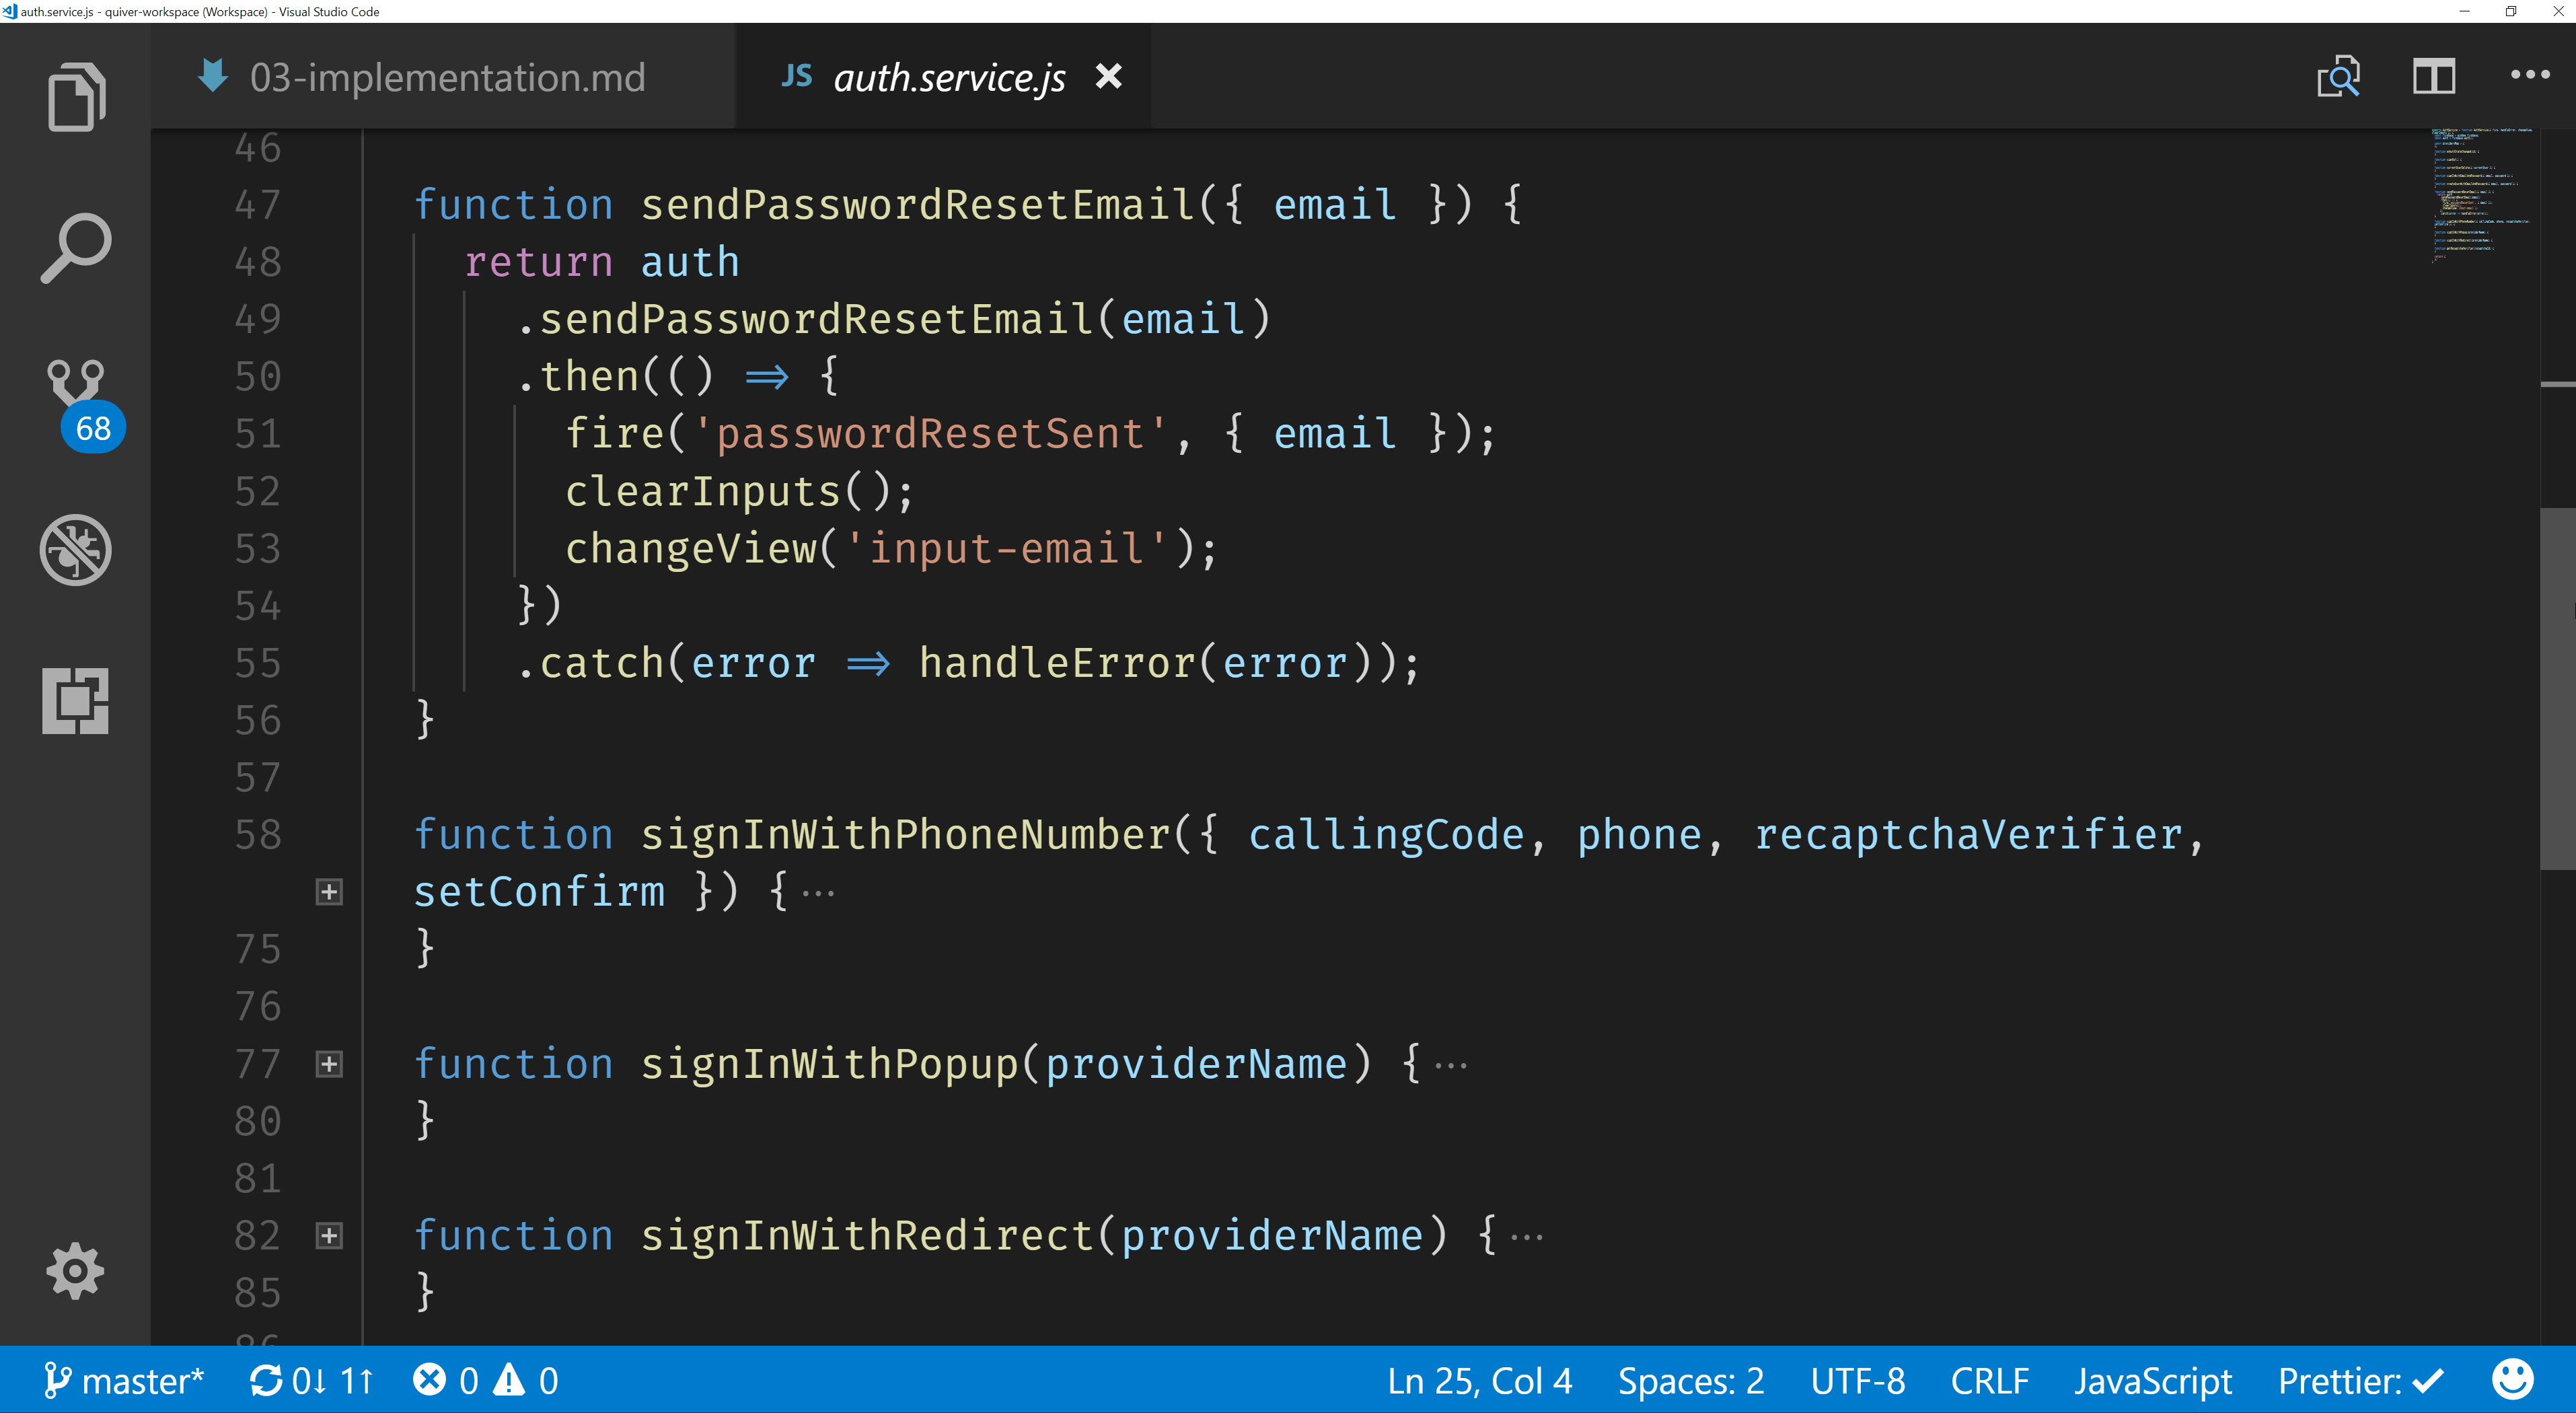 auth.service.js - quiver-workspace (Workspace) - Visual Studio Code
03-implementation.md
JS auth.service.js
46
47 function sendPasswordResetEmail({ email }) {
48 return auth
49 .sendPasswordResetEmail(email)
50 .then(() => {
51 fire('passwordResetSent', { email });
52 clearInputs();
53 changeView('input-email');
54 })
55 .catch(error => handleError(error));
56 }
57
58 function signInWithPhoneNumber({ callingCode, phone, recaptchaVerifier,
setConfirm }) {...
75 }
76
77 function signInWithPopup(providerName) {...
80 }
81
82 function signInWithRedirect(providerName) {...
85 }
86
68
master* 0↓ 1↑ 0 0 Ln 25, Col 4 Spaces: 2 UTF-8 CRLF JavaScript Prettier: ✓